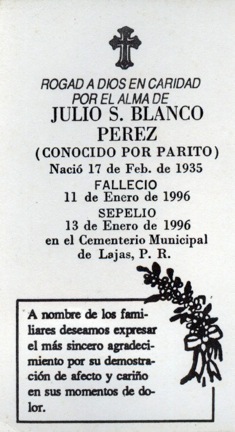 ROGAD A DIOS EN CARIDAD
POR EL ALMA DE
JULIO S. BLANCO
PEREZ
(CONOCIDO POR PARITO)
Nació 17 de Feb. de 1935
FALLECIO
11 de Enero de 1996
SEPELIO
13 de Enero de 1996
en el Cementerio Municipal
de Lajas, P. R.
A nombre de los fami-
liares deseamos expresar
el más sincero agradeci-
miento por su demostra-
ción de afecto y cariño
en sus momentos de do-
lor.